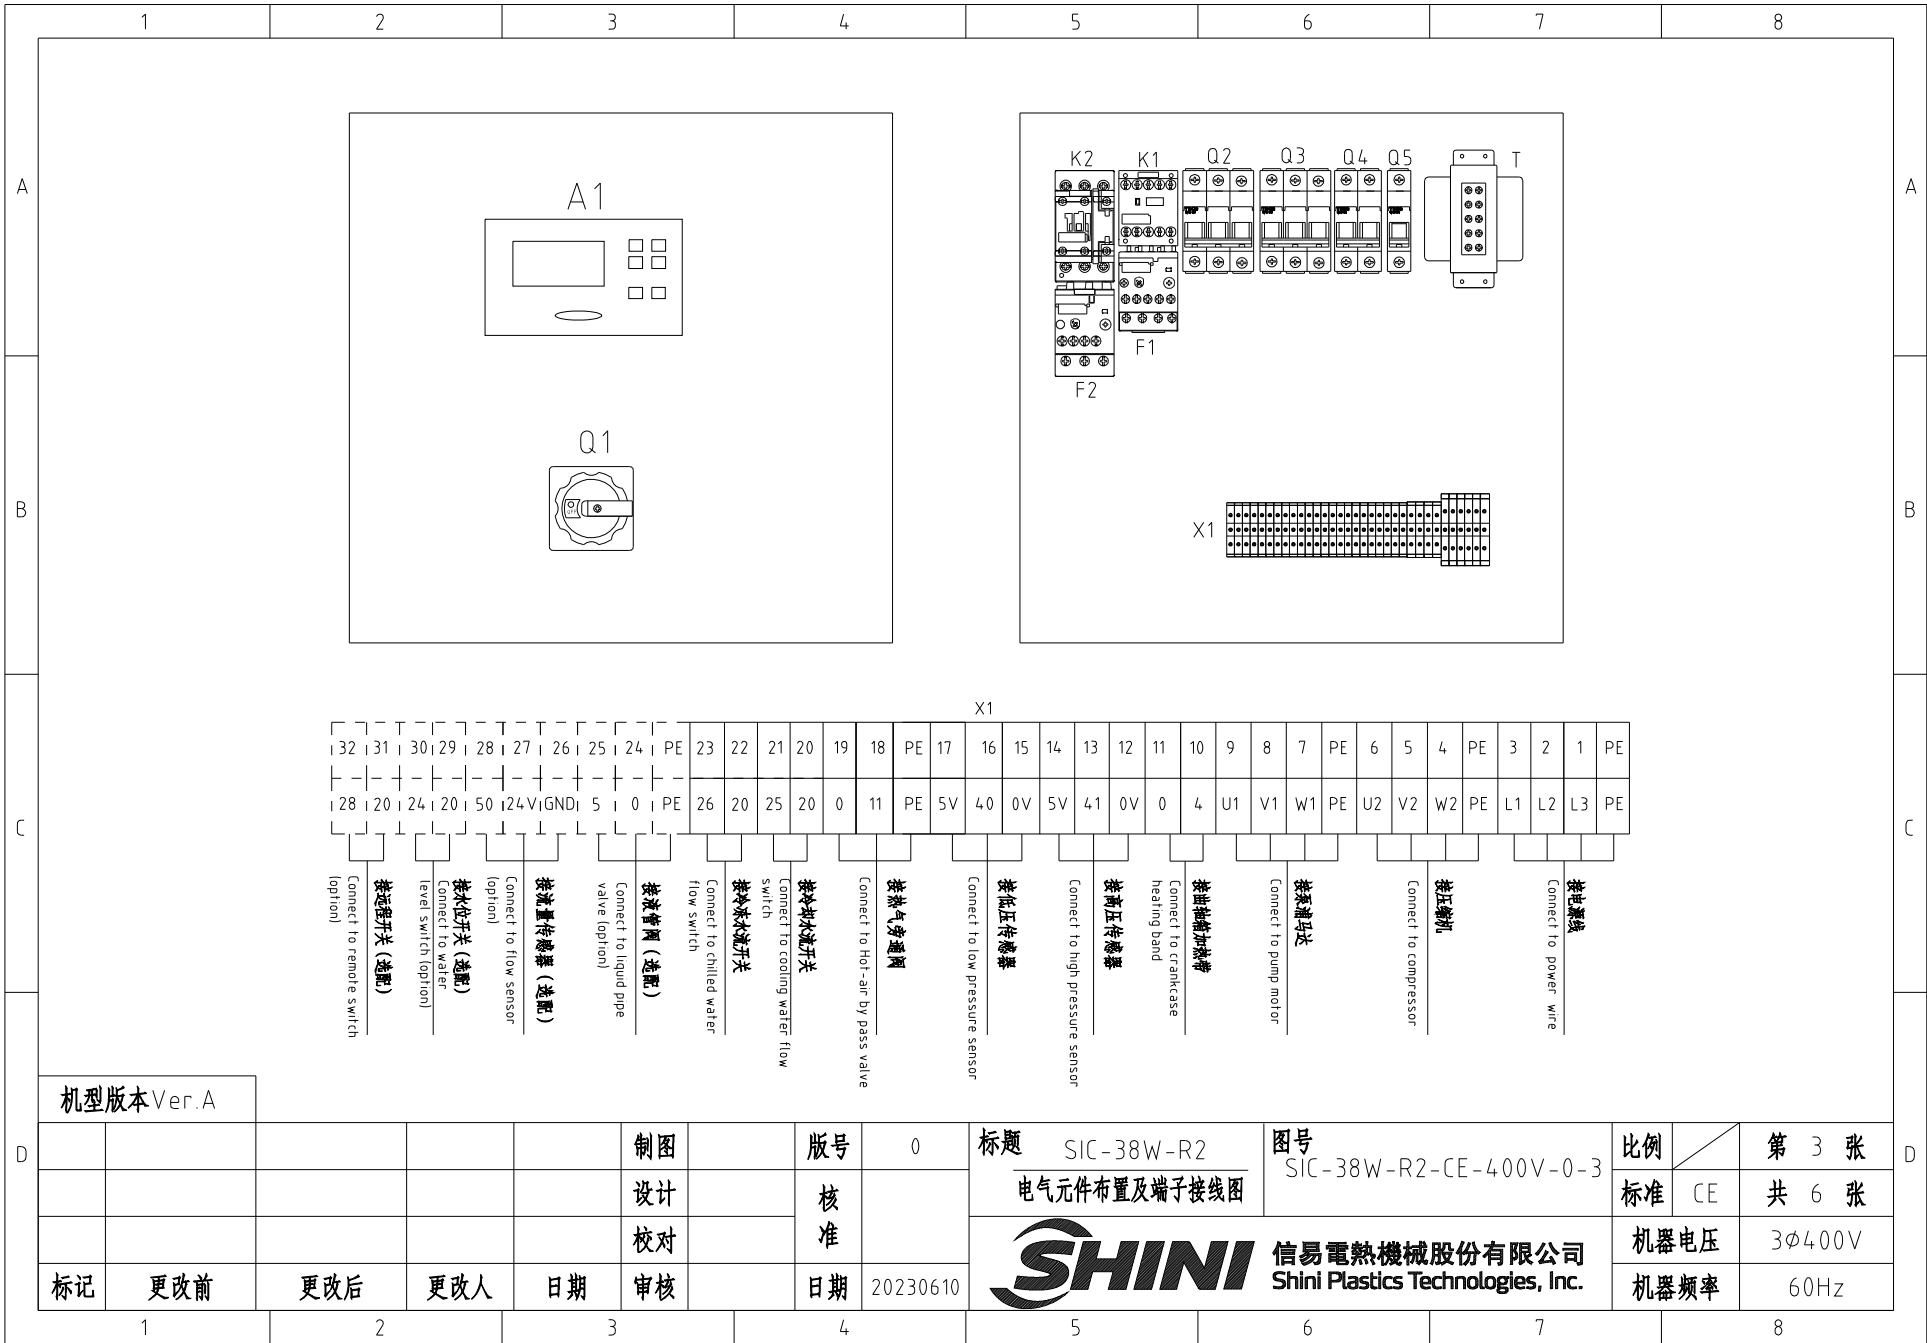 1 2 3 4 5 6 7 8
A A
A1
K2 K1 Q2 Q3 Q4 Q5 T
F1
F2
B B
Q1
OFF
X1
C C
X1
32 31 30 29 28 27 26 25 24 PE 23 22 21 20 19 18 PE 17 16 15 14 13 12 11 10 9 8 7 PE 6 5 4 PE 3 2 1 PE
28 20 24 20 50 24V GND 5 0 PE 26 20 25 20 0 11 PE 5V 40 0V 5V 41 0V 0 4 U1 V1 W1 PE U2 V2 W2 PE L1 L2 L3 PE
接远程开关（选配）
Connect to remote switch
(option)
接水位开关（选配）
Connect to water
level switch (option)
接流量传感器（选配）
Connect to flow sensor
(option)
接液管阀（选配）
Connect to liquid pipe
valve (option)
接冷冻水流开关
Connect to chilled water
flow switch
接冷却水流开关
Connect to cooling water flow
switch
接热气旁通阀
Connect to Hot-air by pass valve
接低压传感器
Connect to low pressure sensor
接高压传感器
Connect to high pressure sensor
接曲轴箱加热带
Connect to crankcase
heating band
接泵浦马达
Connect to pump motor
接压缩机
Connect to compressor
接电源线
Connect to power wire
机型版本Ver.A
D D
制图 版号 0
设计 核准
校对
标记 更改前 更改后 更改人 日期 审核 日期 20230610
标题 SIC-38W-R2
电气元件布置及端子接线图
图号
SIC-38W-R2-CE-400V-0-3
比例 第 3 张
标准 CE 共 6 张
机器电压 3Φ400V
机器频率 60Hz
SHINI
信易電熱機械股份有限公司
Shini Plastics Technologies, Inc.
1 2 3 4 5 6 7 8